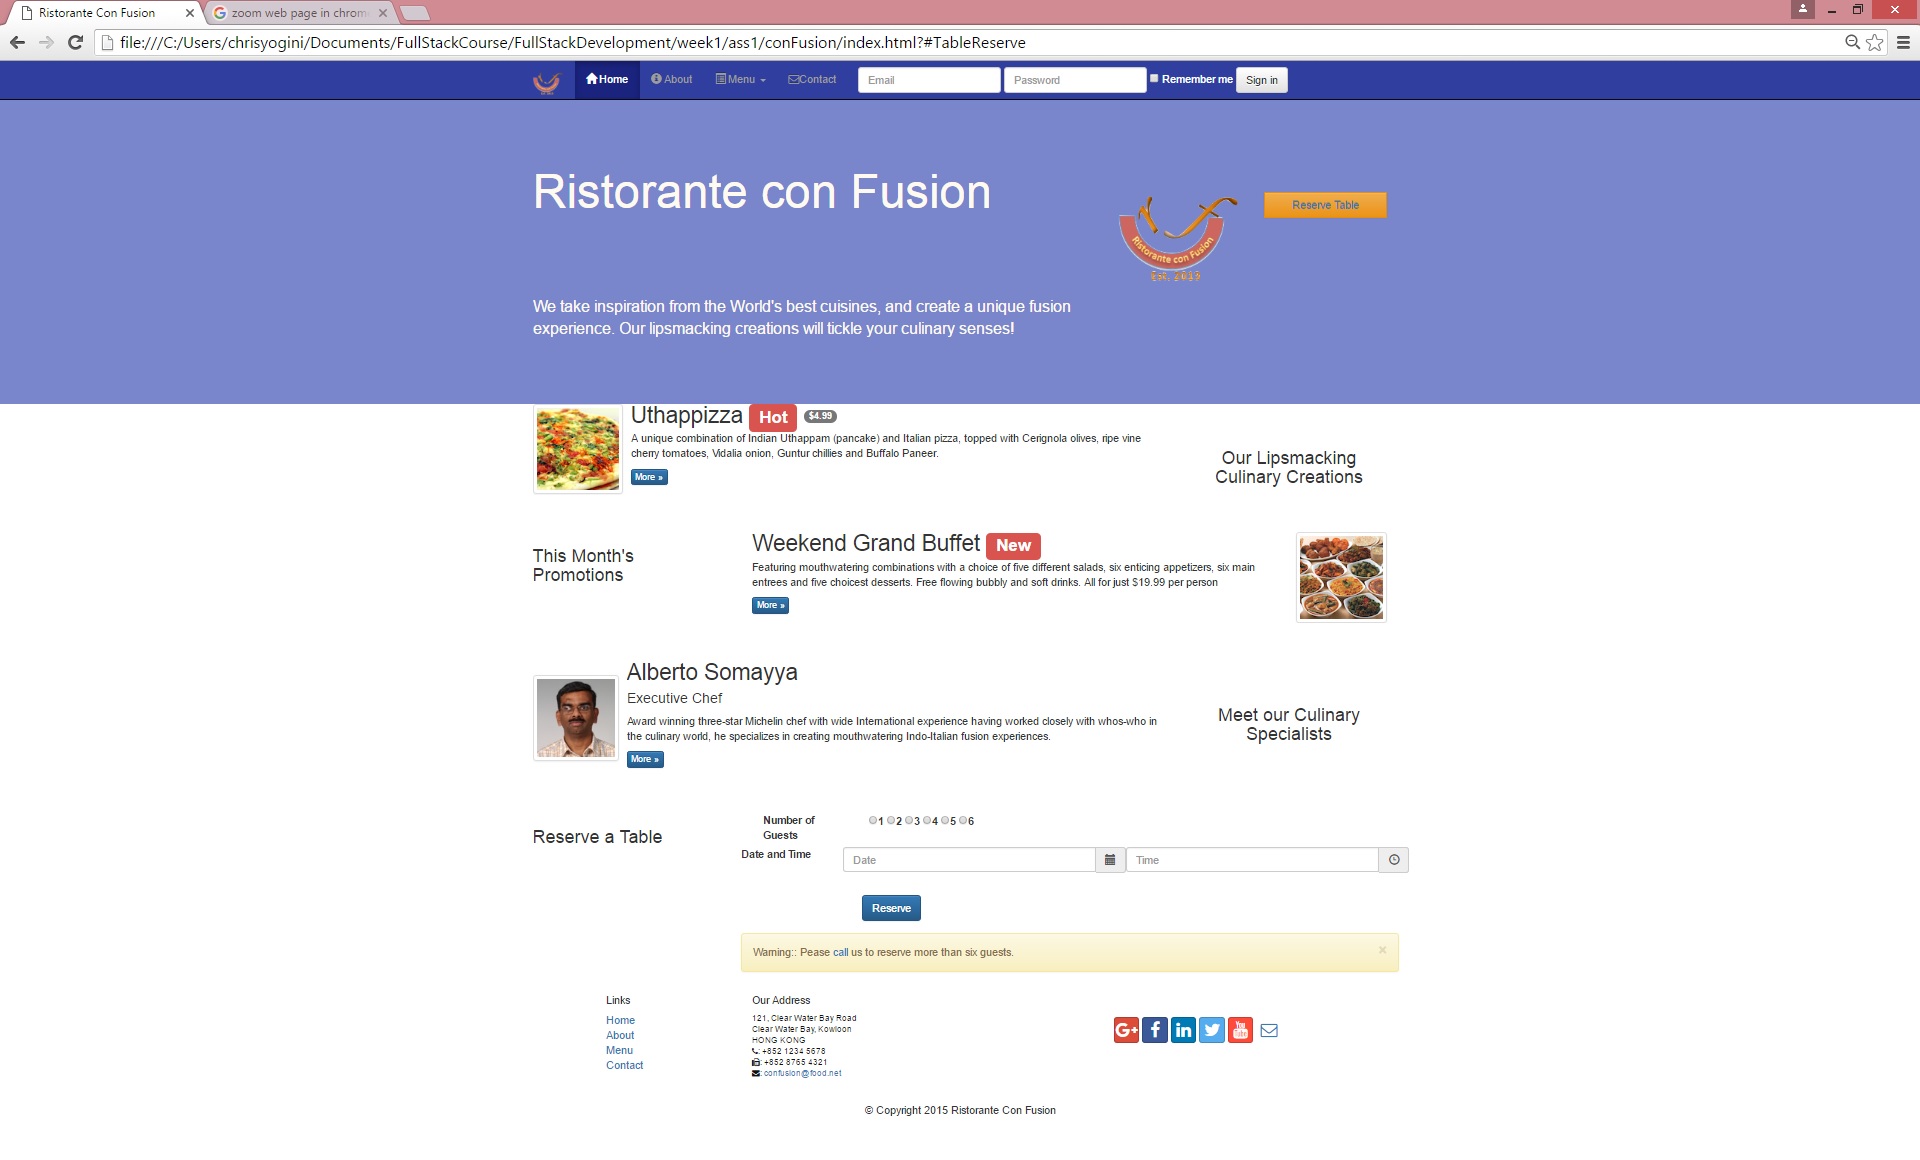 Ristorante Con Fusion
zoom web page in chrom
file:///C:/Users/chrisyogini/Documents/FullStackCourse/FullStackDevelopment/week1/ass1/conFusion/index.html?#TableReserve
Home About Menu Contact Email Password Remember me Sign in
Ristorante con Fusion
Reserve Table
Ristorante con Fusion
Est. 2013
We take inspiration from the World's best cuisines, and create a unique fusion
experience. Our lipsmacking creations will tickle your culinary senses!
Uthappizza Hot $4.99
A unique combination of Indian Uthappam (pancake) and Italian pizza, topped with Cerignola olives, ripe vine
cherry tomatoes, Vidalia onion, Guntur chillies and Buffalo Paneer.
More »
Our Lipsmacking
Culinary Creations
This Month's
Promotions
Weekend Grand Buffet New
Featuring mouthwatering combinations with a choice of five different salads, six enticing appetizers, six main
entrees and five choicest desserts. Free flowing bubbly and soft drinks. All for just $19.99 per person
More »
Alberto Somayya
Executive Chef
Award winning three-star Michelin chef with wide International experience having worked closely with whos-who in
the culinary world, he specializes in creating mouthwatering Indo-Italian fusion experiences.
More »
Meet our Culinary
Specialists
Reserve a Table
Number of
Guests
1 2 3 4 5 6
Date and Time
Date
Time
Reserve
Warning:: Pease call us to reserve more than six guests. ×
Links
Home
About
Menu
Contact
Our Address
121, Clear Water Bay Road
Clear Water Bay, Kowloon
HONG KONG
: +852 1234 5678
: +852 8765 4321
: confusion@food.net
G+ f in You Tube
© Copyright 2015 Ristorante Con Fusion